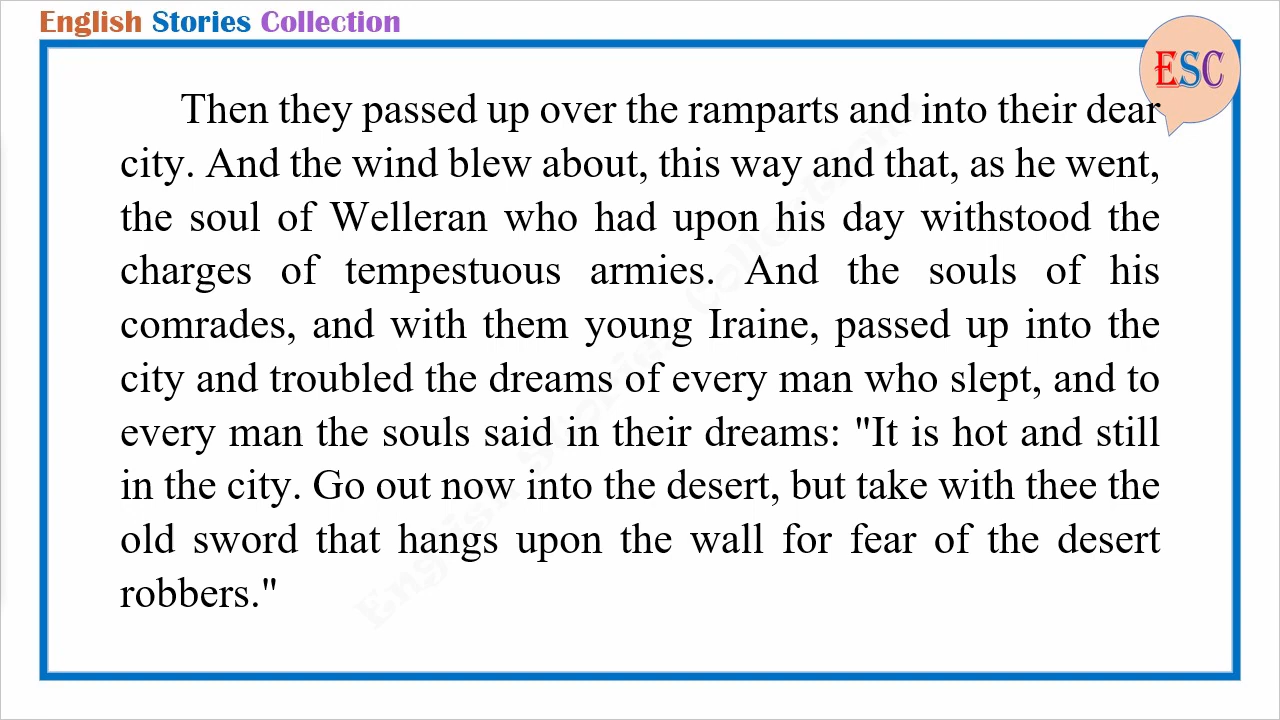 English Stories Collection
ESC
Then they passed up over the ramparts and into their dear
city. And the wind blew about, this way and that, as he went,
the soul of Welleran who had upon his day withstood the
charges of tempestuous armies. And the souls of his
comrades, and with them young Iraine, passed up into the
city and troubled the dreams of every man who slept, and to
every man the souls said in their dreams: "It is hot and still
in the city. Go out now into the desert, but take with thee the
old sword that hangs upon the wall for fear of the desert
robbers."
English Stories Collection